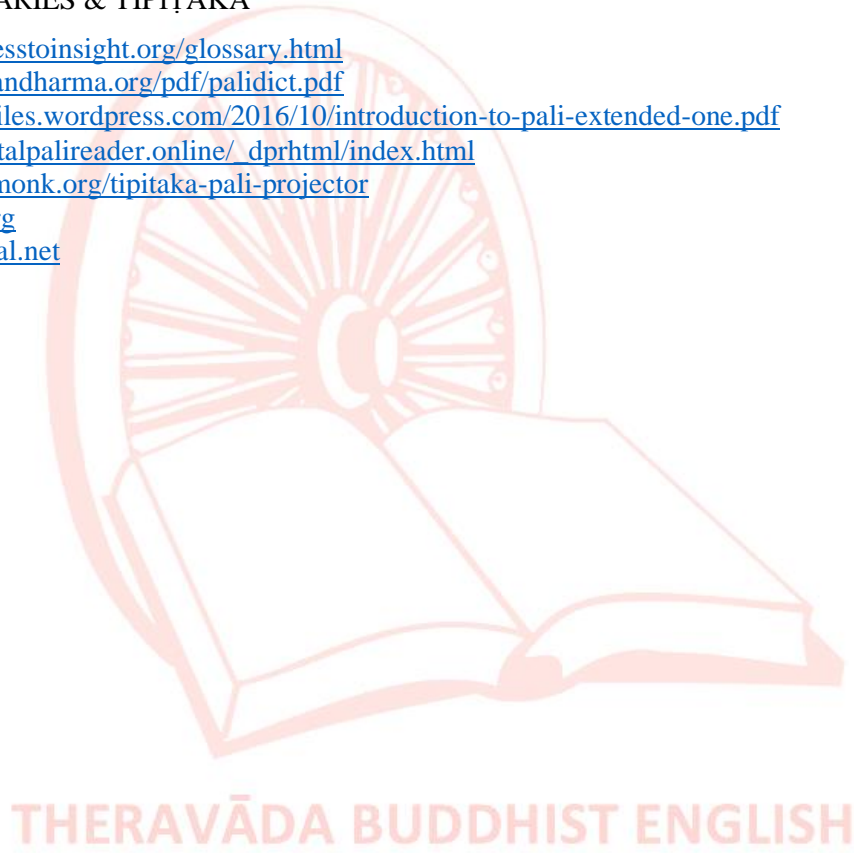 ARIES & TIPIṬAKA
esstoinsight.org/glossary.html
andharma.org/pdf/palidict.pdf
iles.wordpress.com/2016/10/introduction-to-pali-extended-one.pdf
talpalireader.online/_dprhtml/index.html
monk.org/tipitaka-pali-projector
rg
al.net
THERAVĀDA BUDDHIST ENGLISH